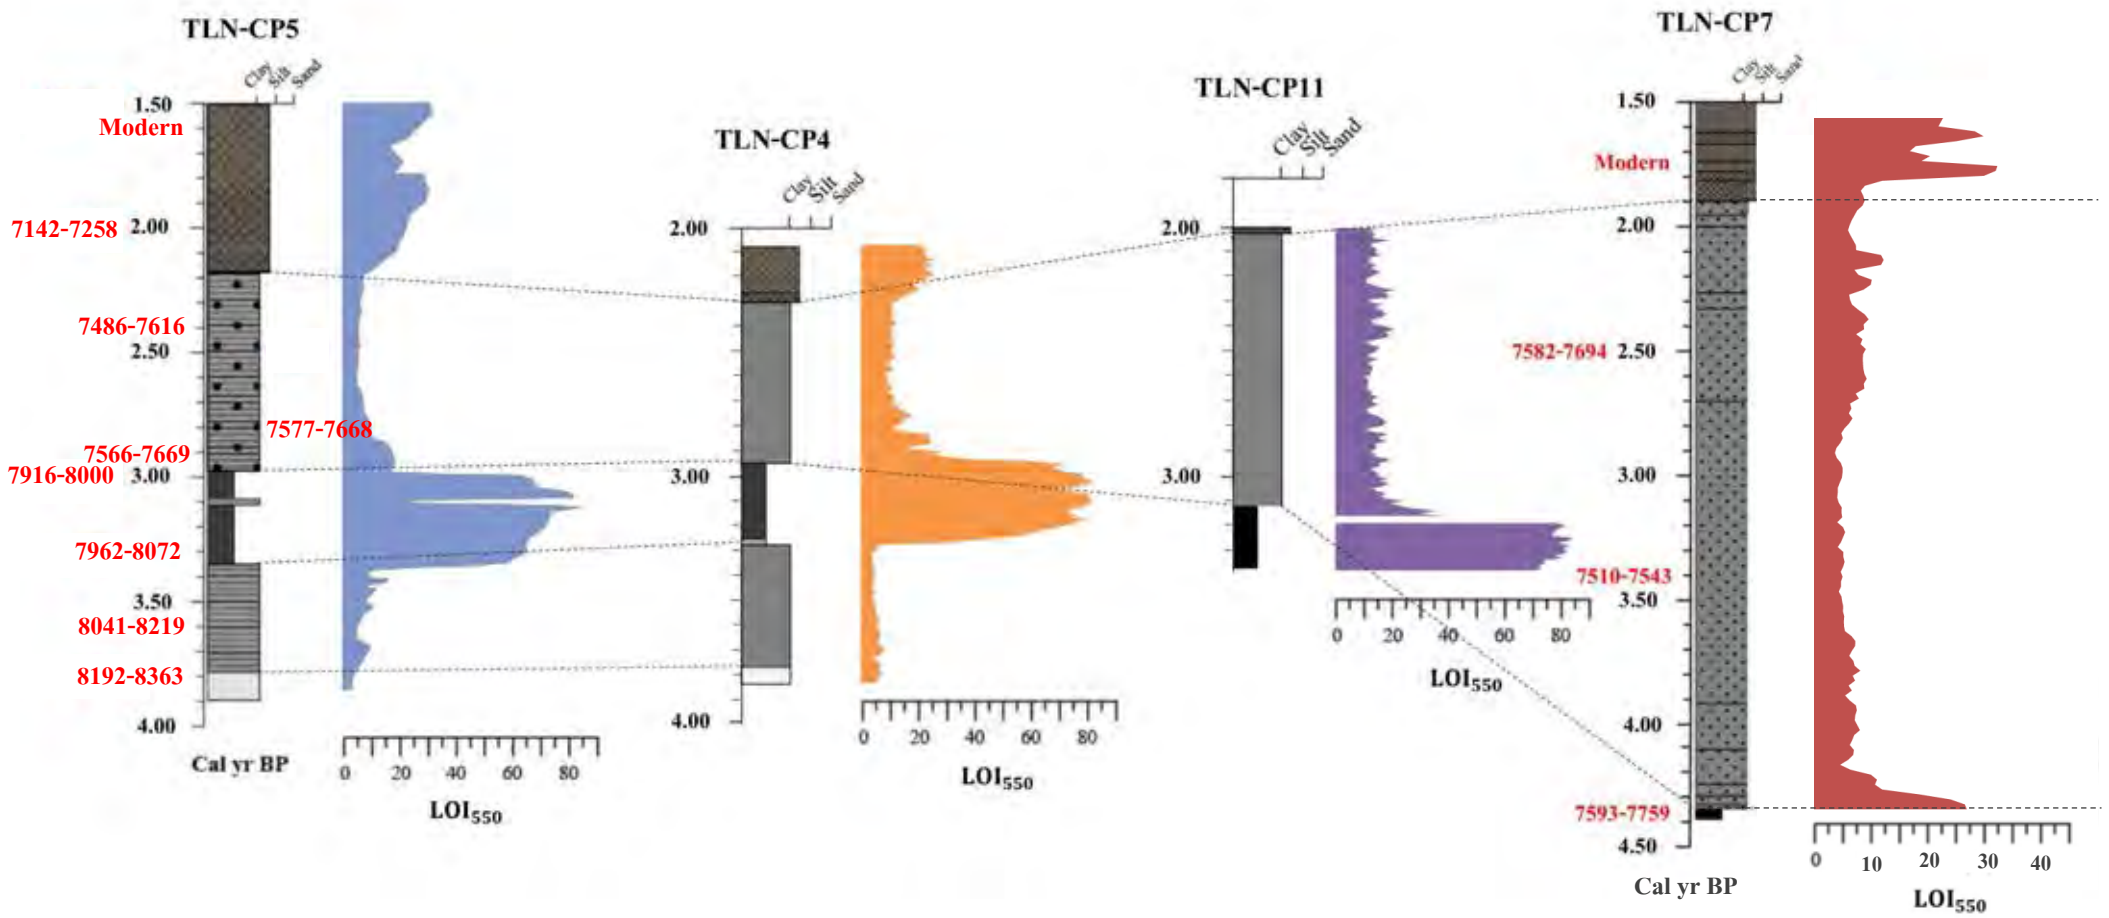 TLN-CP5
Clay
Silt
Sand
1.50
Modern
7142-7258
2.00
7486-7616
2.50
7577-7668
7566-7669
7916-8000
3.00
7962-8072
3.50
8041-8219
8192-8363
4.00
Cal yr BP
0 20 40 60 80
LOI550
TLN-CP4
Clay
Silt
Sand
2.00
3.00
4.00
0 20 40 60 80
LOI550
TLN-CP11
Clay
Silt
Sand
2.00
3.00
0 20 40 60 80
LOI550
TLN-CP7
Clay
Silt
Sand
1.50
Modern
2.00
7582-7694
2.50
3.00
7510-7543
3.50
4.00
7593-7759
4.50
Cal yr BP
0 10 20 30 40
LOI550